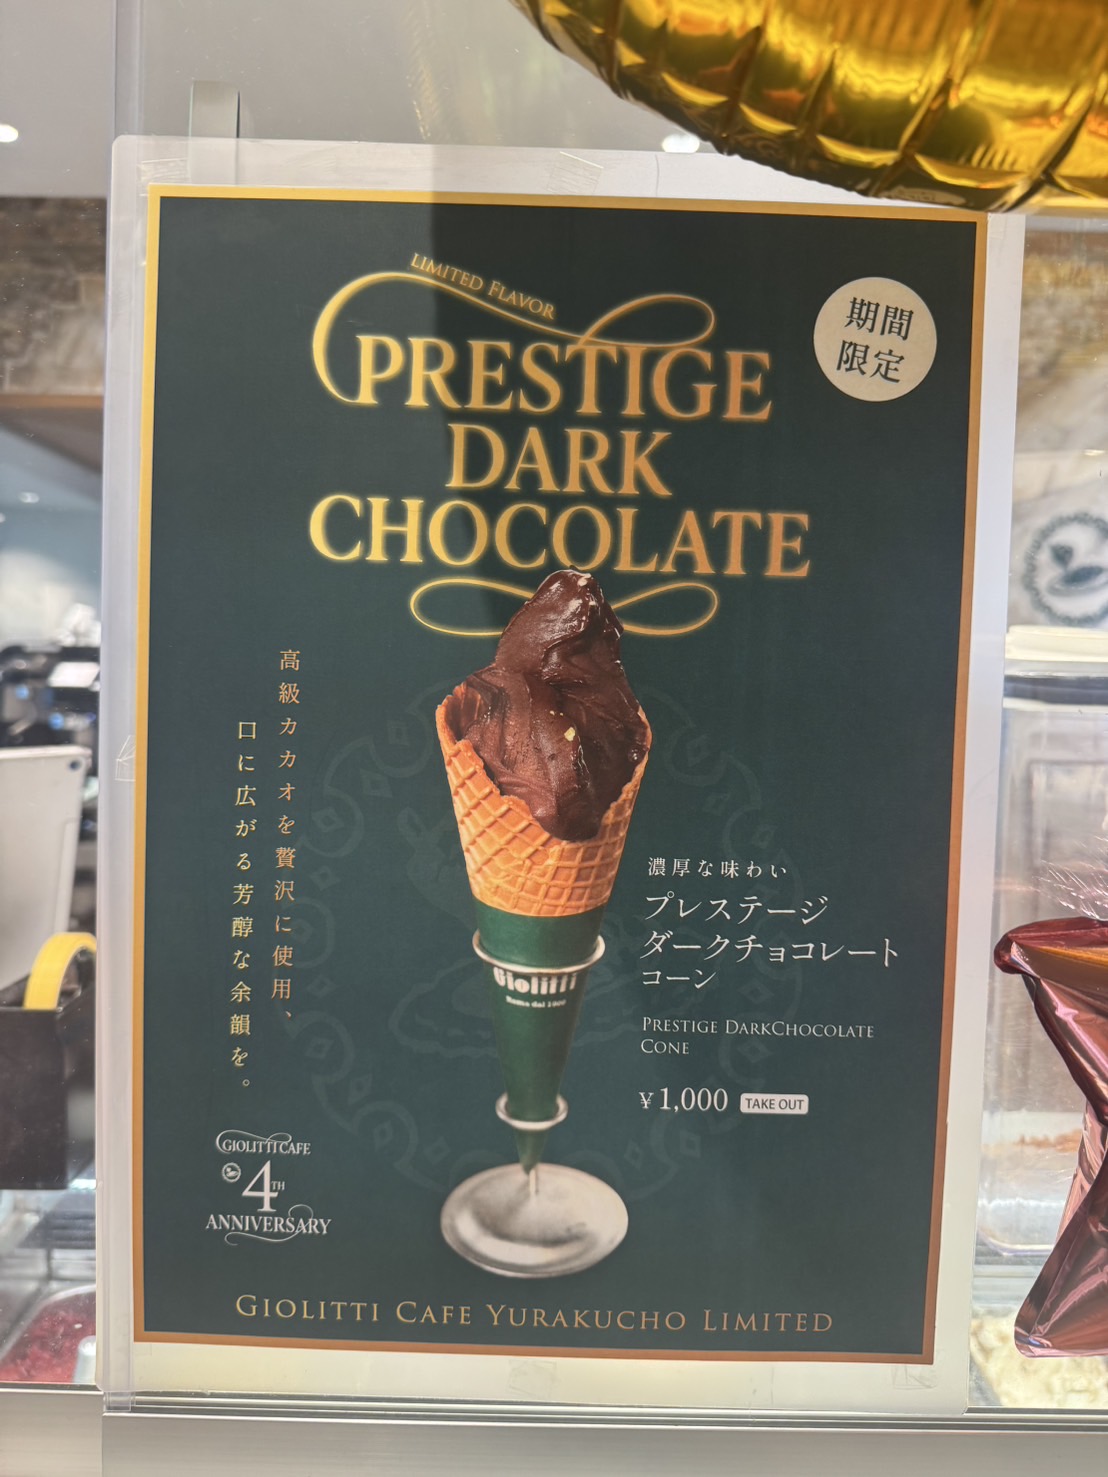 LIMITED FLAVOR
PRESTIGE
DARK
CHOCOLATE
期間
限定
高級カカオを贅沢に使用、
口に広がる芳醇な余韻を。
Giolitti
Roma dal 1900
濃厚な味わい
プレステージ
ダークチョコレート
コーン
PRESTIGE DARKCHOCOLATE
CONE
¥1,000 TAKE OUT
GIOLITTI CAFE
4TH
ANNIVERSARY
GIOLITTI CAFE YURAKUCHO LIMITED